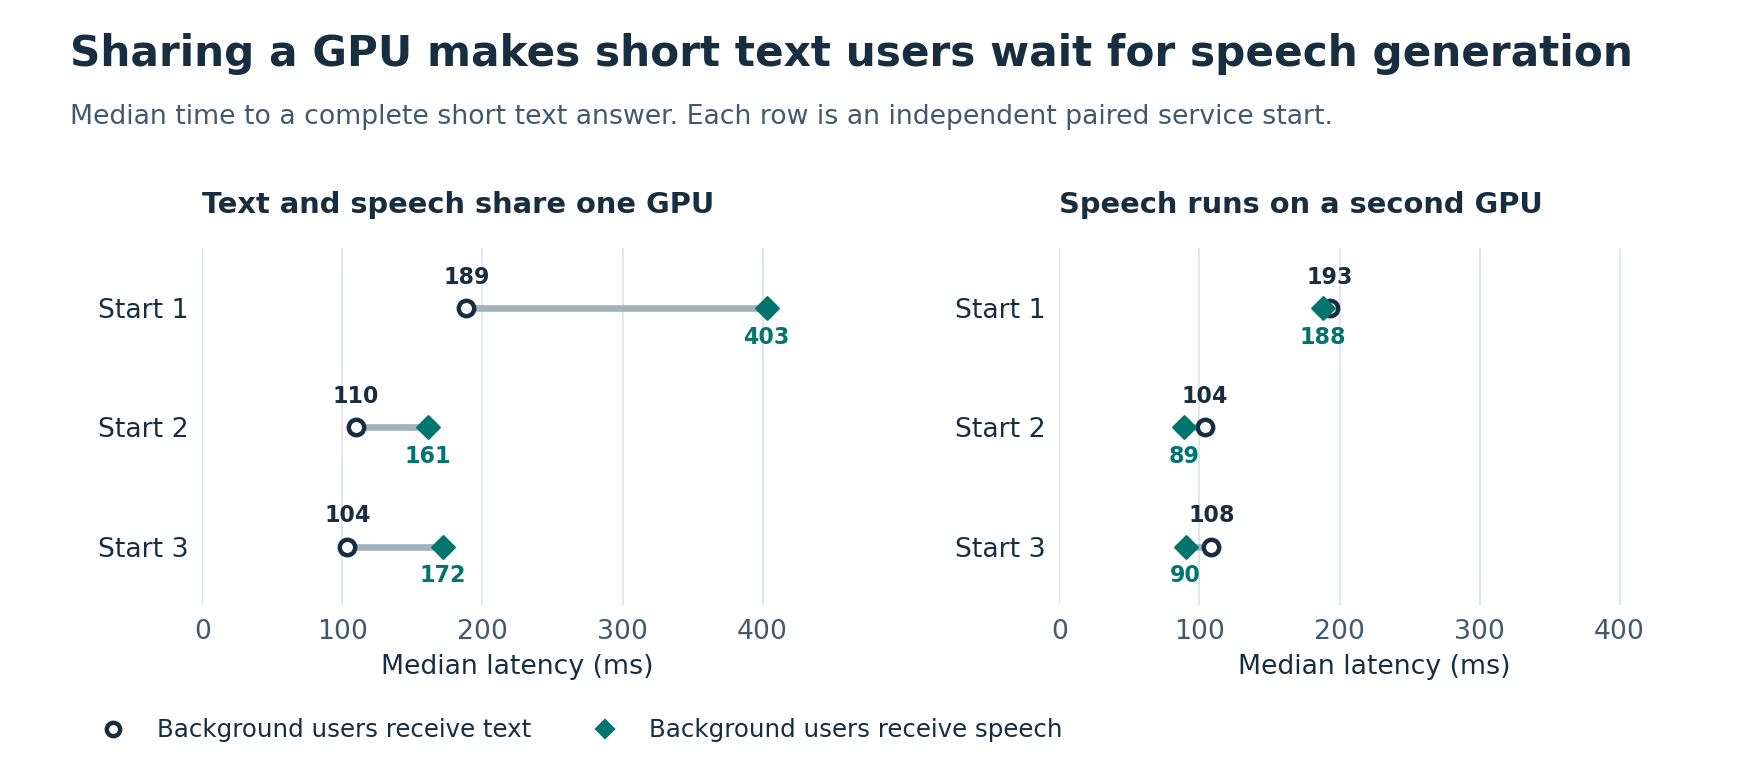 Sharing a GPU makes short text users wait for speech generation
Median time to a complete short text answer. Each row is an independent paired service start.
Text and speech share one GPU
Start 1
189
403
Start 2
110
161
Start 3
104
172
0 100 200 300 400
Median latency (ms)
Speech runs on a second GPU
Start 1
193
188
Start 2
104
89
Start 3
108
90
0 100 200 300 400
Median latency (ms)
Background users receive text
Background users receive speech